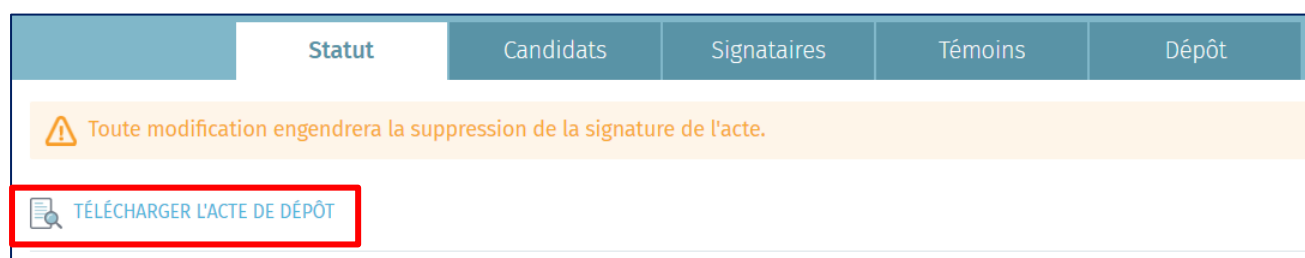 Statut Candidats Signataires Témoins Dépôt
Toute modification engendrera la suppression de la signature de l'acte.
TÉLÉCHARGER L'ACTE DE DÉPÔT